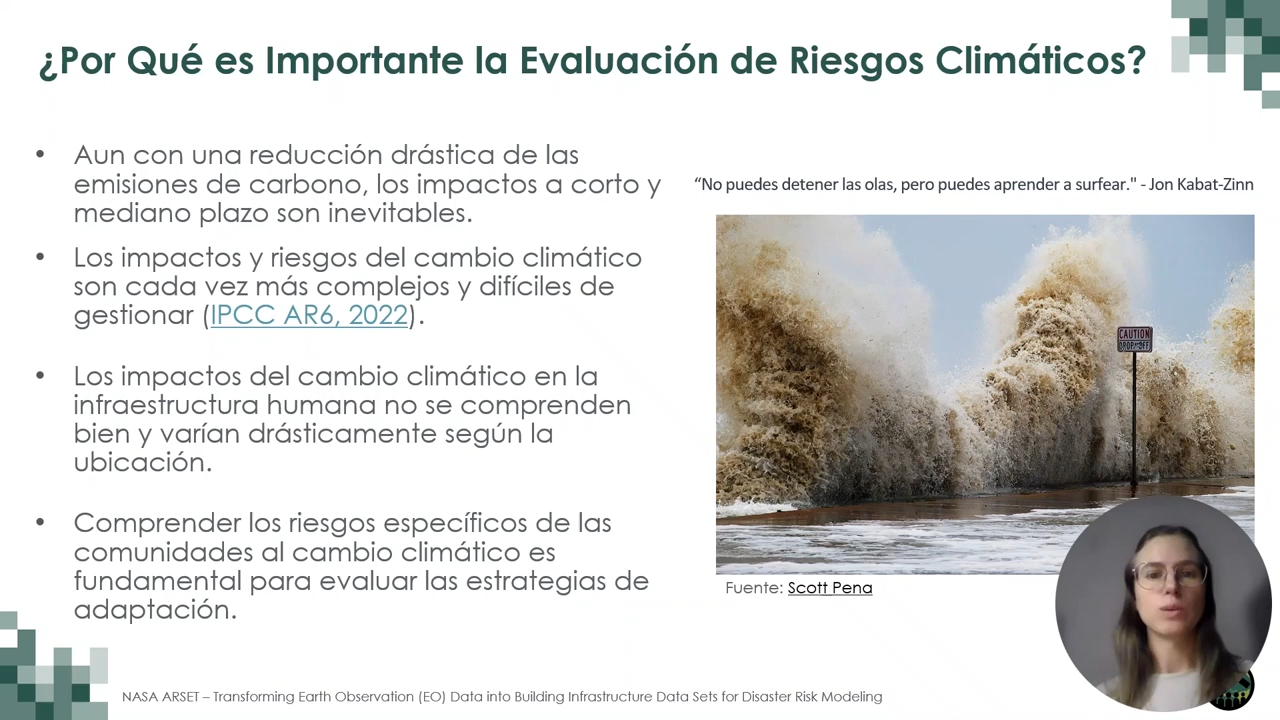 ¿Por Qué es Importante la Evaluación de Riesgos Climáticos?
• Aun con una reducción drástica de las
emisiones de carbono, los impactos a corto y
mediano plazo son inevitables.
• Los impactos y riesgos del cambio climático
son cada vez más complejos y difíciles de
gestionar (IPCC AR6, 2022).
• Los impactos del cambio climático en la
infraestructura humana no se comprenden
bien y varían drásticamente según la
ubicación.
• Comprender los riesgos específicos de las
comunidades al cambio climático es
fundamental para evaluar las estrategias de
adaptación.
“No puedes detener las olas, pero puedes aprender a surfear." - Jon Kabat-Zinn
CAUTION
DROP-OFF
Fuente: Scott Pena
NASA ARSET – Transforming Earth Observation (EO) Data into Building Infrastructure Data Sets for Disaster Risk Modeling